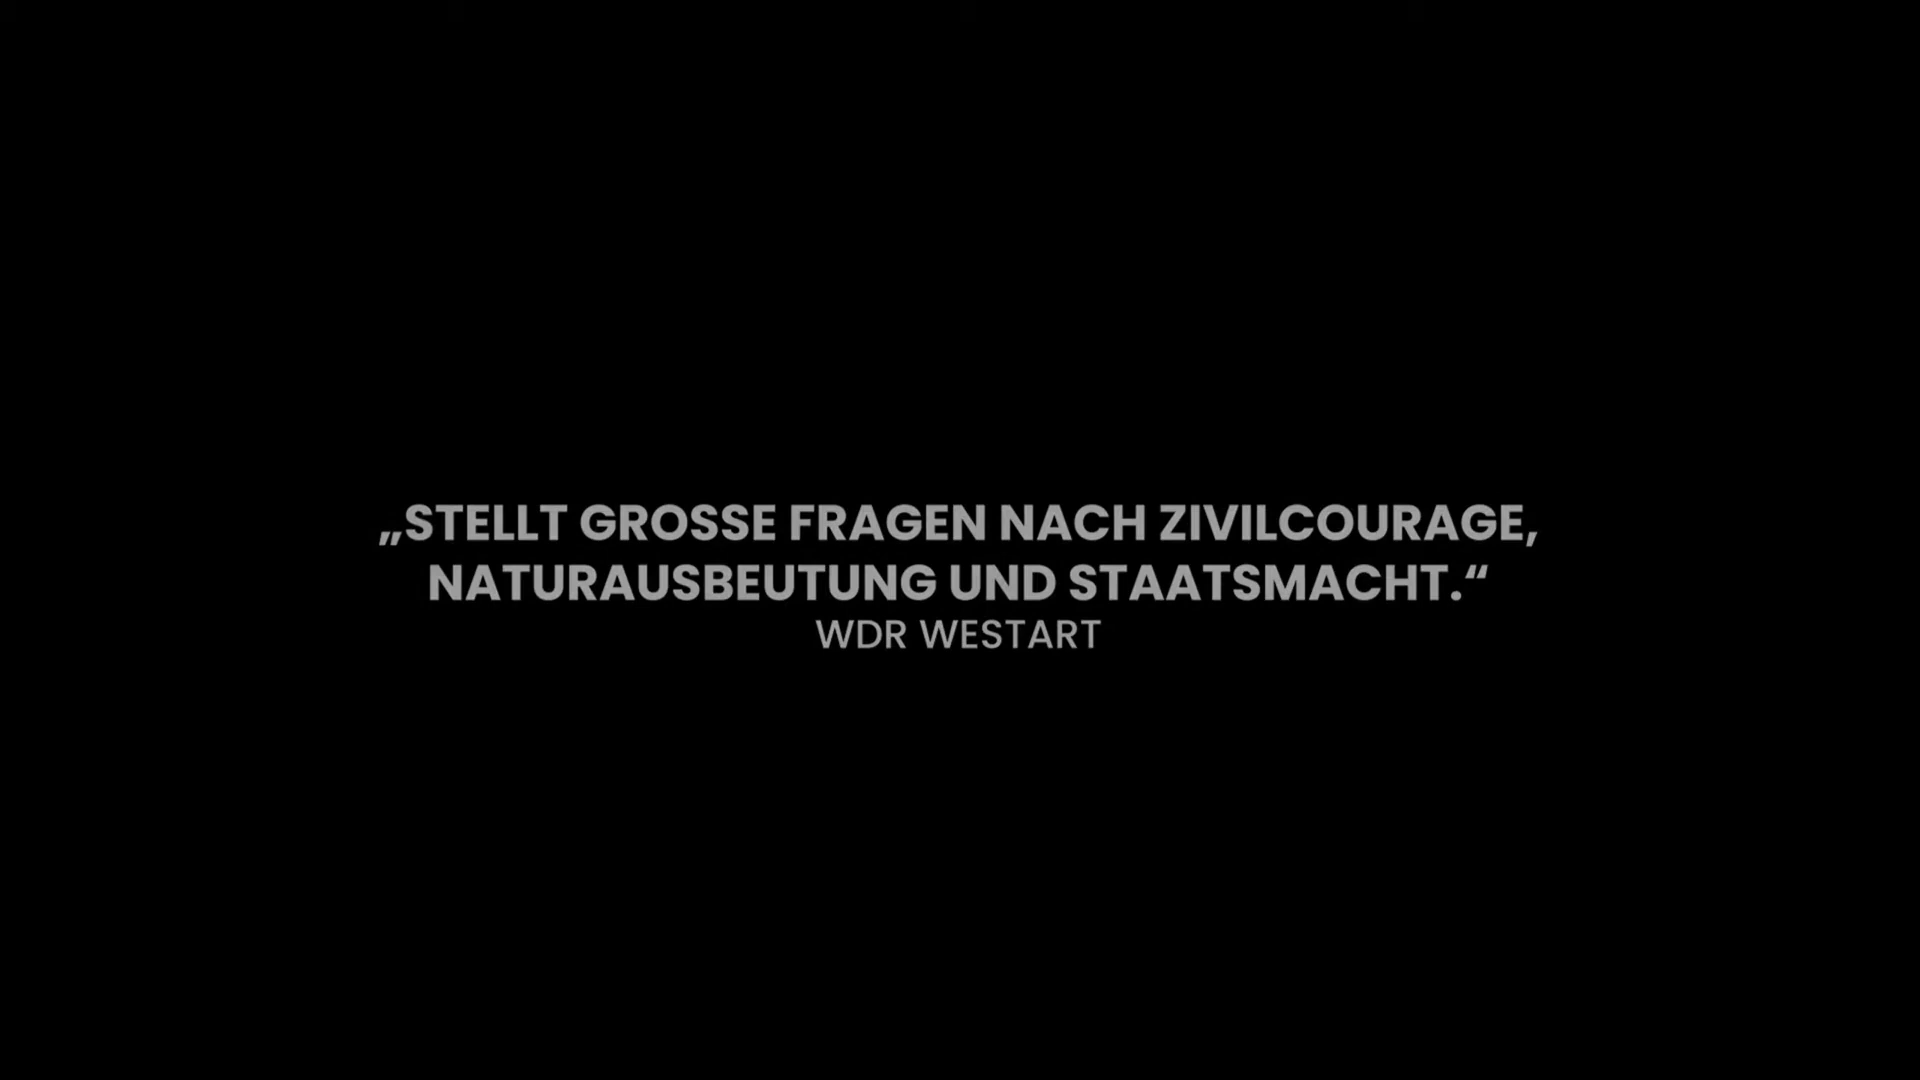 „STELLT GROSSE FRAGEN NACH ZIVILCOURAGE,
NATURAUSBEUTUNG UND STAATSMACHT.“
WDR WESTART